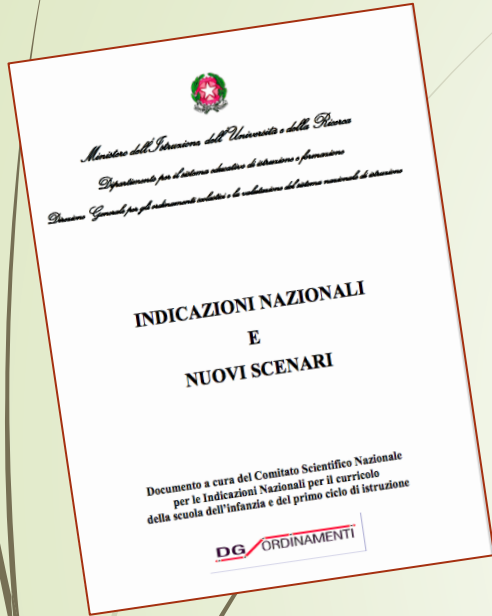 Ministero dell'Istruzione dell'Università e della Ricerca
Dipartimento per il sistema educativo di istruzione e formazione
Direzione Generale per gli ordinamenti scolastici e la valutazione del sistema nazionale di istruzione
INDICAZIONI NAZIONALI
E
NUOVI SCENARI
Documento a cura del Comitato Scientifico Nazionale
per le Indicazioni Nazionali per il curricolo
della scuola dell'infanzia e del primo ciclo di istruzione
DG ORDINAMENTI